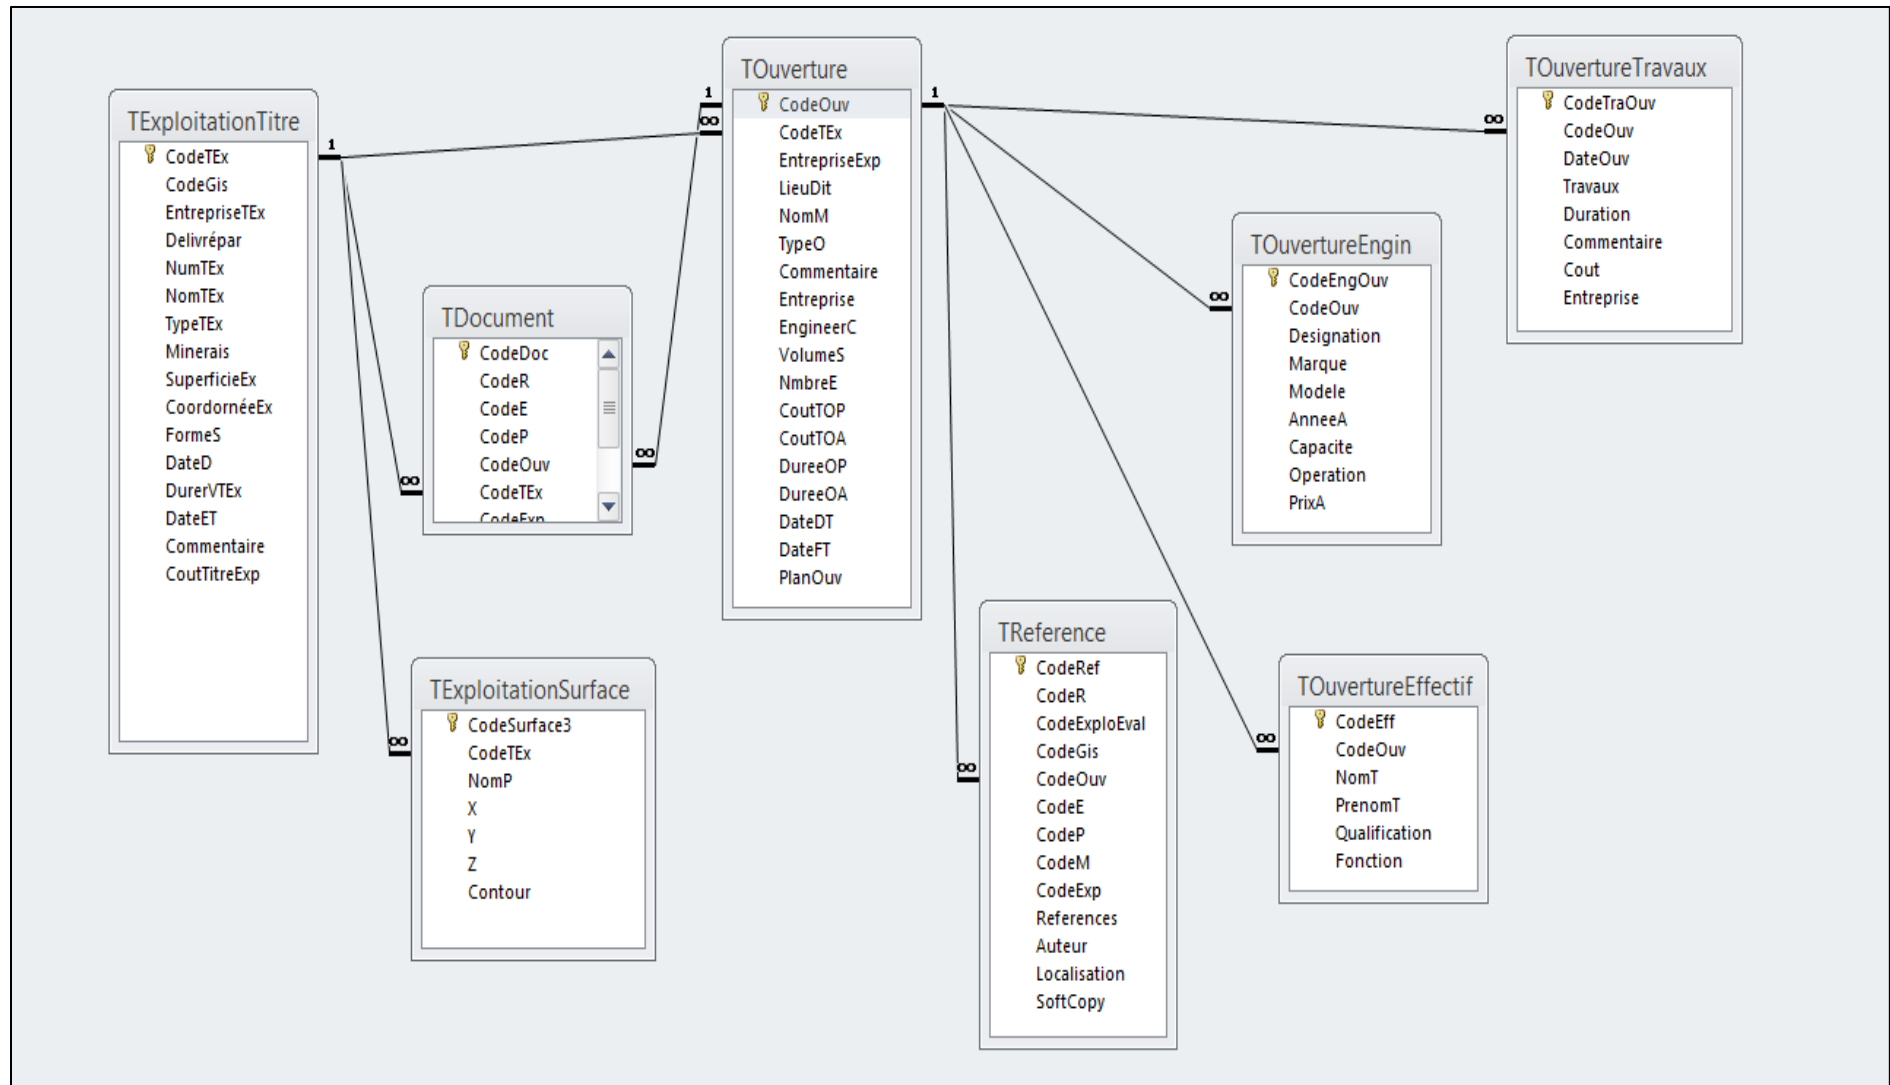 TExploitationTitre
CodeTEx
CodeGis
EntrepriseTEx
Delivrépar
NumTEx
NomTEx
TypeTEx
Minerais
SuperficieEx
CoordornéeEx
FormeS
DateD
DurerVTEx
DateET
Commentaire
CoutTitreExp
1
∞
∞
TDocument
CodeDoc
CodeR
CodeE
CodeP
CodeOuv
CodeTEx
CodeExp
∞
TExploitationSurface
CodeSurface3
CodeTEx
NomP
X
Y
Z
Contour
1
∞
TOuverture
CodeOuv
CodeTEx
EntrepriseExp
LieuDit
NomM
TypeO
Commentaire
Entreprise
EngineerC
VolumeS
NmbreE
CoutTOP
CoutTOA
DureeOP
DureeOA
DateDT
DateFT
PlanOuv
1
∞
TReference
CodeRef
CodeR
CodeExploEval
CodeGis
CodeOuv
CodeE
CodeP
CodeM
CodeExp
References
Auteur
Localisation
SoftCopy
∞
TOuvertureEngin
CodeEngOuv
CodeOuv
Designation
Marque
Modele
AnneeA
Capacite
Operation
PrixA
∞
TOuvertureEffectif
CodeEff
CodeOuv
NomT
PrenomT
Qualification
Fonction
∞
TOuvertureTravaux
CodeTraOuv
CodeOuv
DateOuv
Travaux
Duration
Commentaire
Cout
Entreprise